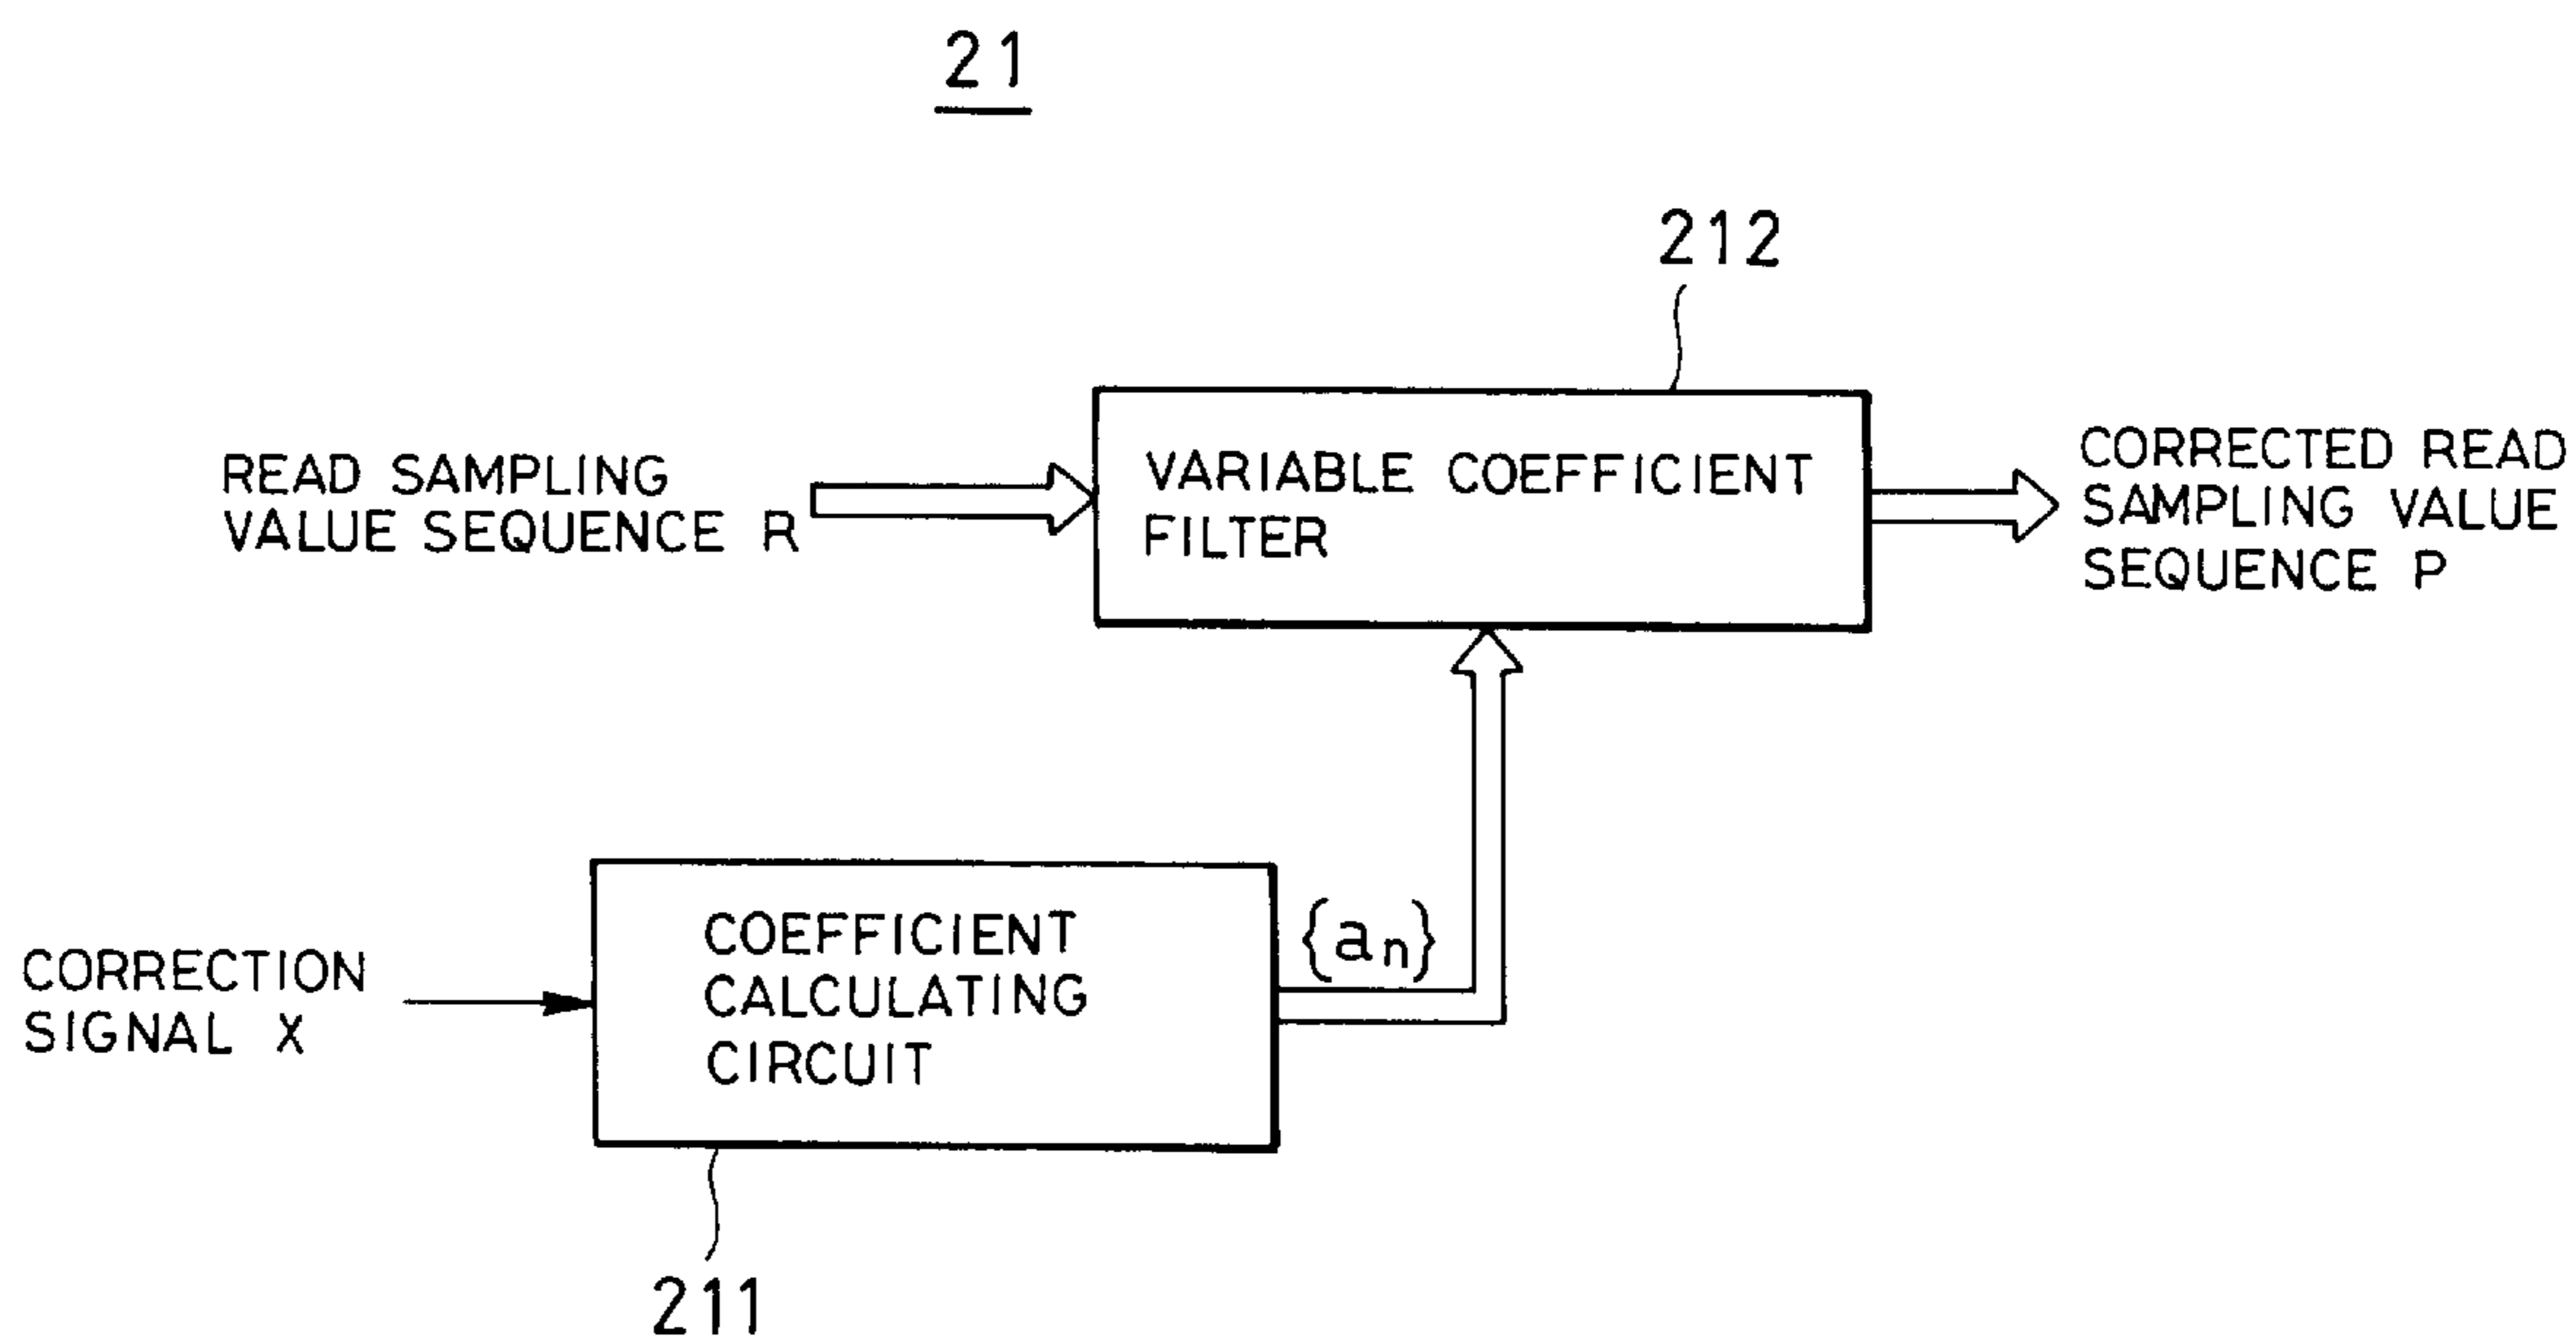 21
212
READ SAMPLING
VALUE SEQUENCE R
VARIABLE COEFFICIENT
FILTER
CORRECTED READ
SAMPLING VALUE
SEQUENCE P
{an}
CORRECTION
SIGNAL X
COEFFICIENT
CALCULATING
CIRCUIT
211